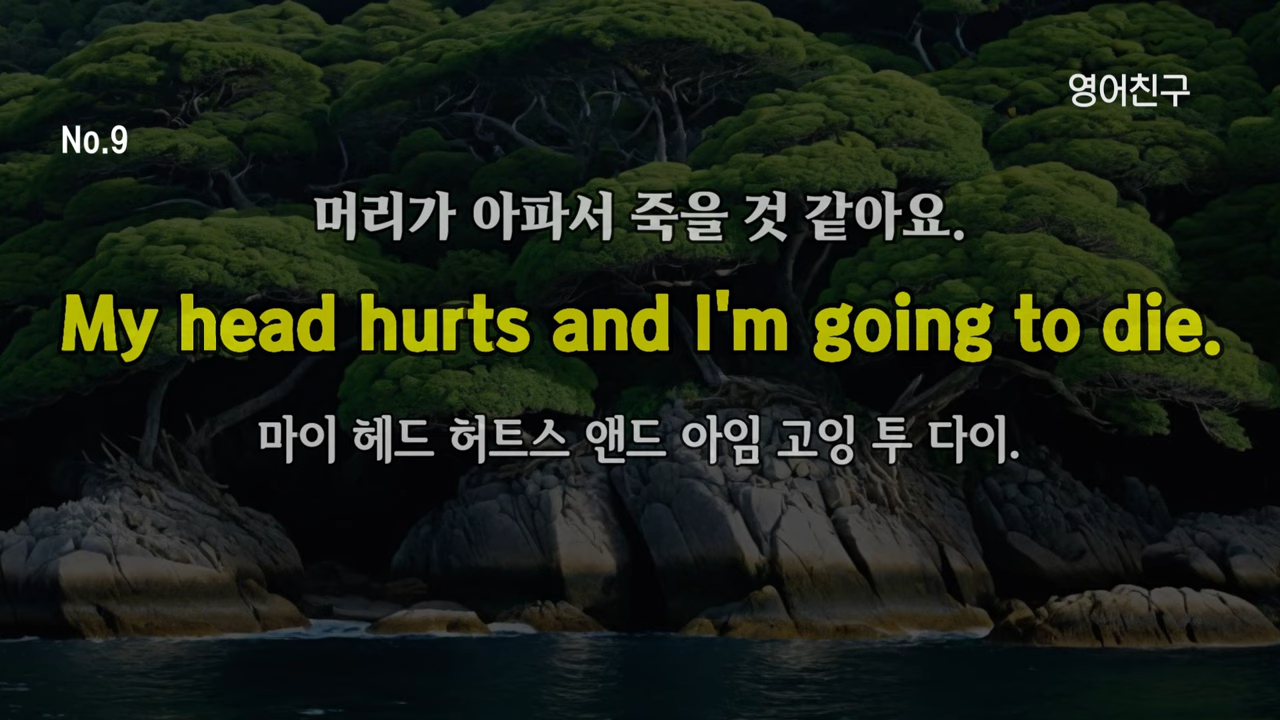 영어친구
No.9
머리가 아파서 죽을 것 같아요.
My head hurts and I'm going to die.
마이 헤드 허트스 앤드 아임 고잉 투 다이.